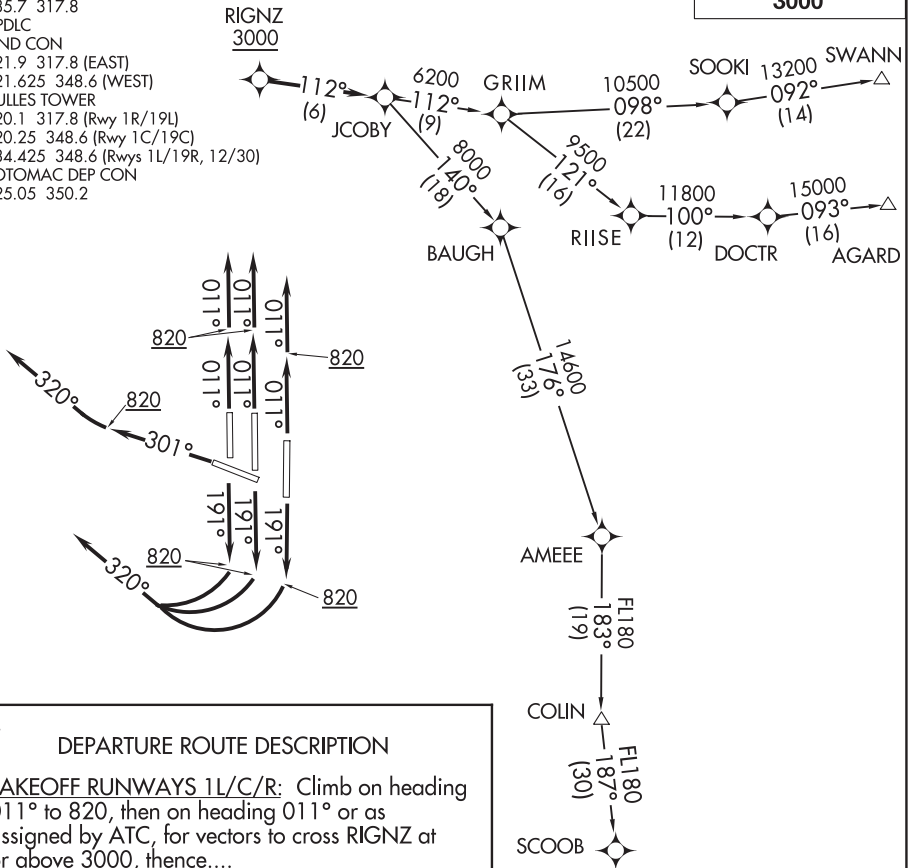 35.7 317.8
PDLC
ND CON
21.9 317.8 (EAST)
21.625 348.6 (WEST)
ULLES TOWER
20.1 317.8 (Rwy 1R/19L)
20.25 348.6 (Rwy 1C/19C)
34.425 348.6 (Rwys 1L/19R, 12/30)
OTOMAC DEP CON
25.05 350.2
3000
RIGNZ
3000
112°
(6)
JCOBY
6200
112°
(9)
GRIIM
10500
098°
(22)
SOOKI
13200
092°
(14)
SWANN
8000
140°
(18)
BAUGH
9500
121°
(16)
RIISE
11800
100°
(12)
DOCTR
15000
093°
(16)
AGARD
14600
176°
(33)
AMEEE
FL180
183°
(19)
COLIN
FL180
187°
(30)
SCOOB
011°
011°
011°
820
820
011°
011°
011°
320°
820
301°
191°
191°
191°
820
320°
820
DEPARTURE ROUTE DESCRIPTION
AKEOFF RUNWAYS 1L/C/R: Climb on heading
011° to 820, then on heading 011° or as
ssigned by ATC, for vectors to cross RIGNZ at
or above 3000, thence....